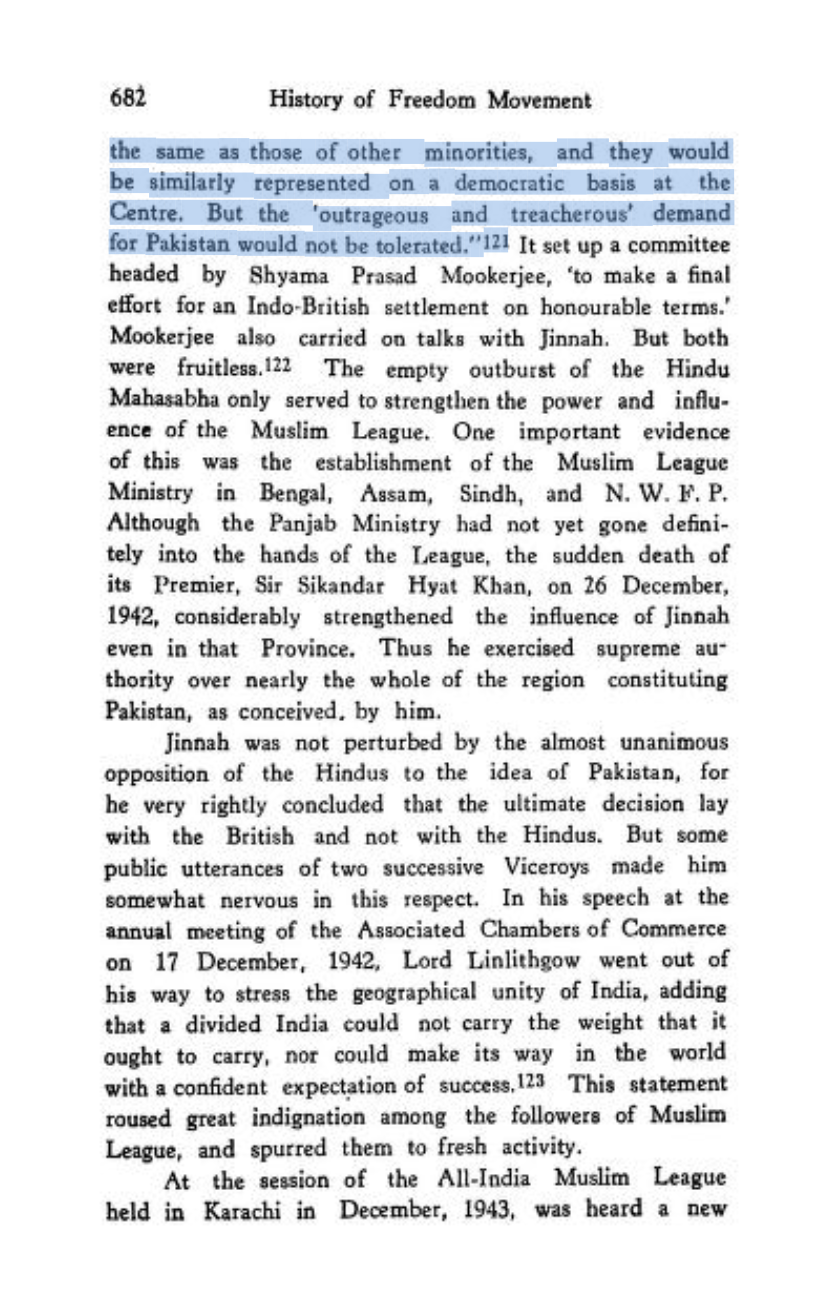 682 History of Freedom Movement
the same as those of other minorities, and they would
be similarly represented on a democratic basis at the
Centre. But the 'outrageous and treacherous' demand
for Pakistan would not be tolerated."121 It set up a committee
headed by Shyama Prasad Mookerjee, 'to make a final
effort for an Indo-British settlement on honourable terms.'
Mookerjee also carried on talks with Jinnah. But both
were fruitless.122 The empty outburst of the Hindu
Mahasabha only served to strengthen the power and influ-
ence of the Muslim League. One important evidence
of this was the establishment of the Muslim League
Ministry in Bengal, Assam, Sindh, and N. W. F. P.
Although the Panjab Ministry had not yet gone defini-
tely into the hands of the League, the sudden death of
its Premier, Sir Sikandar Hyat Khan, on 26 December,
1942, considerably strengthened the influence of Jinnah
even in that Province. Thus he exercised supreme au-
thority over nearly the whole of the region constituting
Pakistan, as conceived. by him.
Jinnah was not perturbed by the almost unanimous
opposition of the Hindus to the idea of Pakistan, for
he very rightly concluded that the ultimate decision lay
with the British and not with the Hindus. But some
public utterances of two successive Viceroys made him
somewhat nervous in this respect. In his speech at the
annual meeting of the Associated Chambers of Commerce
on 17 December, 1942, Lord Linlithgow went out of
his way to stress the geographical unity of India, adding
that a divided India could not carry the weight that it
ought to carry, nor could make its way in the world
with a confident expectation of success.123 This statement
roused great indignation among the followers of Muslim
League, and spurred them to fresh activity.
At the session of the All-India Muslim League
held in Karachi in December, 1943, was heard a new